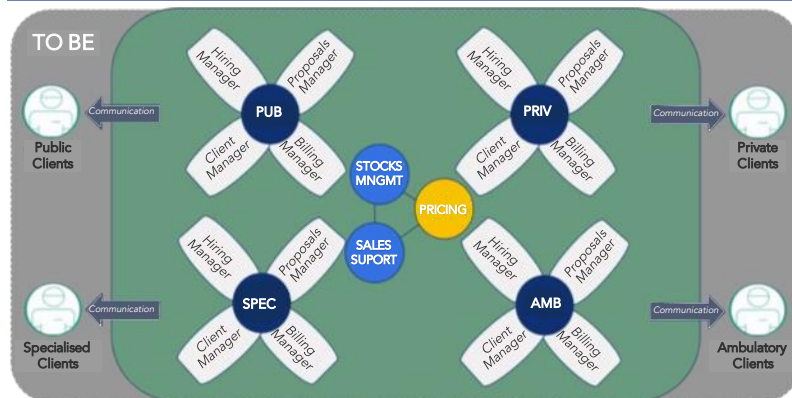 TO BE
Hiring
Manager
Proposals
Manager
PUB
Client
Manager
Billing
Manager
Hiring
Manager
Proposals
Manager
PRIV
Client
Manager
Billing
Manager
Communication
Public
Clients
Communication
Private
Clients
STOCKS
MNGMT
PRICING
SALES
SUPORT
Hiring
Manager
Proposals
Manager
SPEC
Client
Manager
Billing
Manager
Hiring
Manager
Proposals
Manager
AMB
Client
Manager
Billing
Manager
Communication
Specialised
Clients
Communication
Ambulatory
Clients